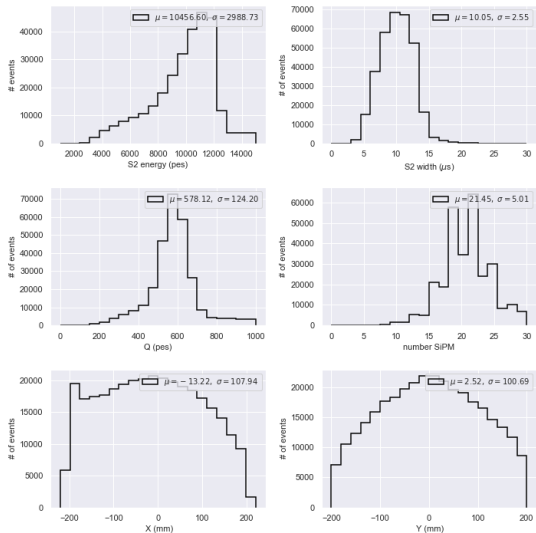 μ = 10456.60, σ = 2988.73
# events
40000
30000
20000
10000
0
2000 4000 6000 8000 10000 12000 14000
S2 energy (pes)
μ = 10.05, σ = 2.55
# of events
70000
60000
50000
40000
30000
20000
10000
0
0 5 10 15 20 25 30
S2 width (μs)
μ = 578.12, σ = 124.20
# of events
70000
60000
50000
40000
30000
20000
10000
0
0 200 400 600 800 1000
Q (pes)
μ = 21.45, σ = 5.01
# of events
60000
50000
40000
30000
20000
10000
0
0 5 10 15 20 25 30
number SiPM
μ = −13.22, σ = 107.94
# of events
20000
15000
10000
5000
0
−200 −100 0 100 200
X (mm)
μ = 2.52, σ = 100.69
# of events
20000
15000
10000
5000
0
−200 −100 0 100 200
Y (mm)